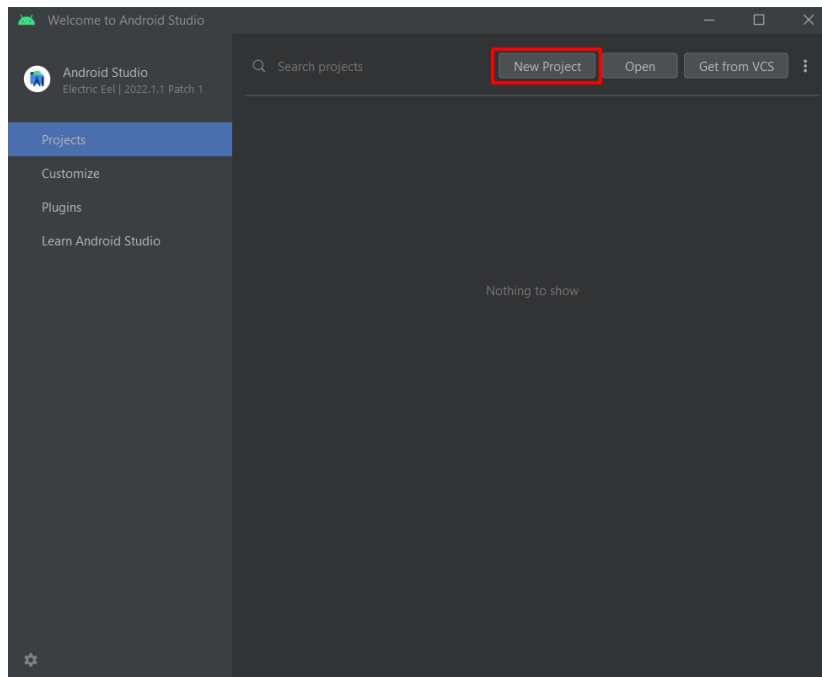 Welcome to Android Studio
Android Studio
Electric Eel | 2022.1.1 Patch 1
Projects
Customize
Plugins
Learn Android Studio
Search projects
New Project
Open
Get from VCS
Nothing to show